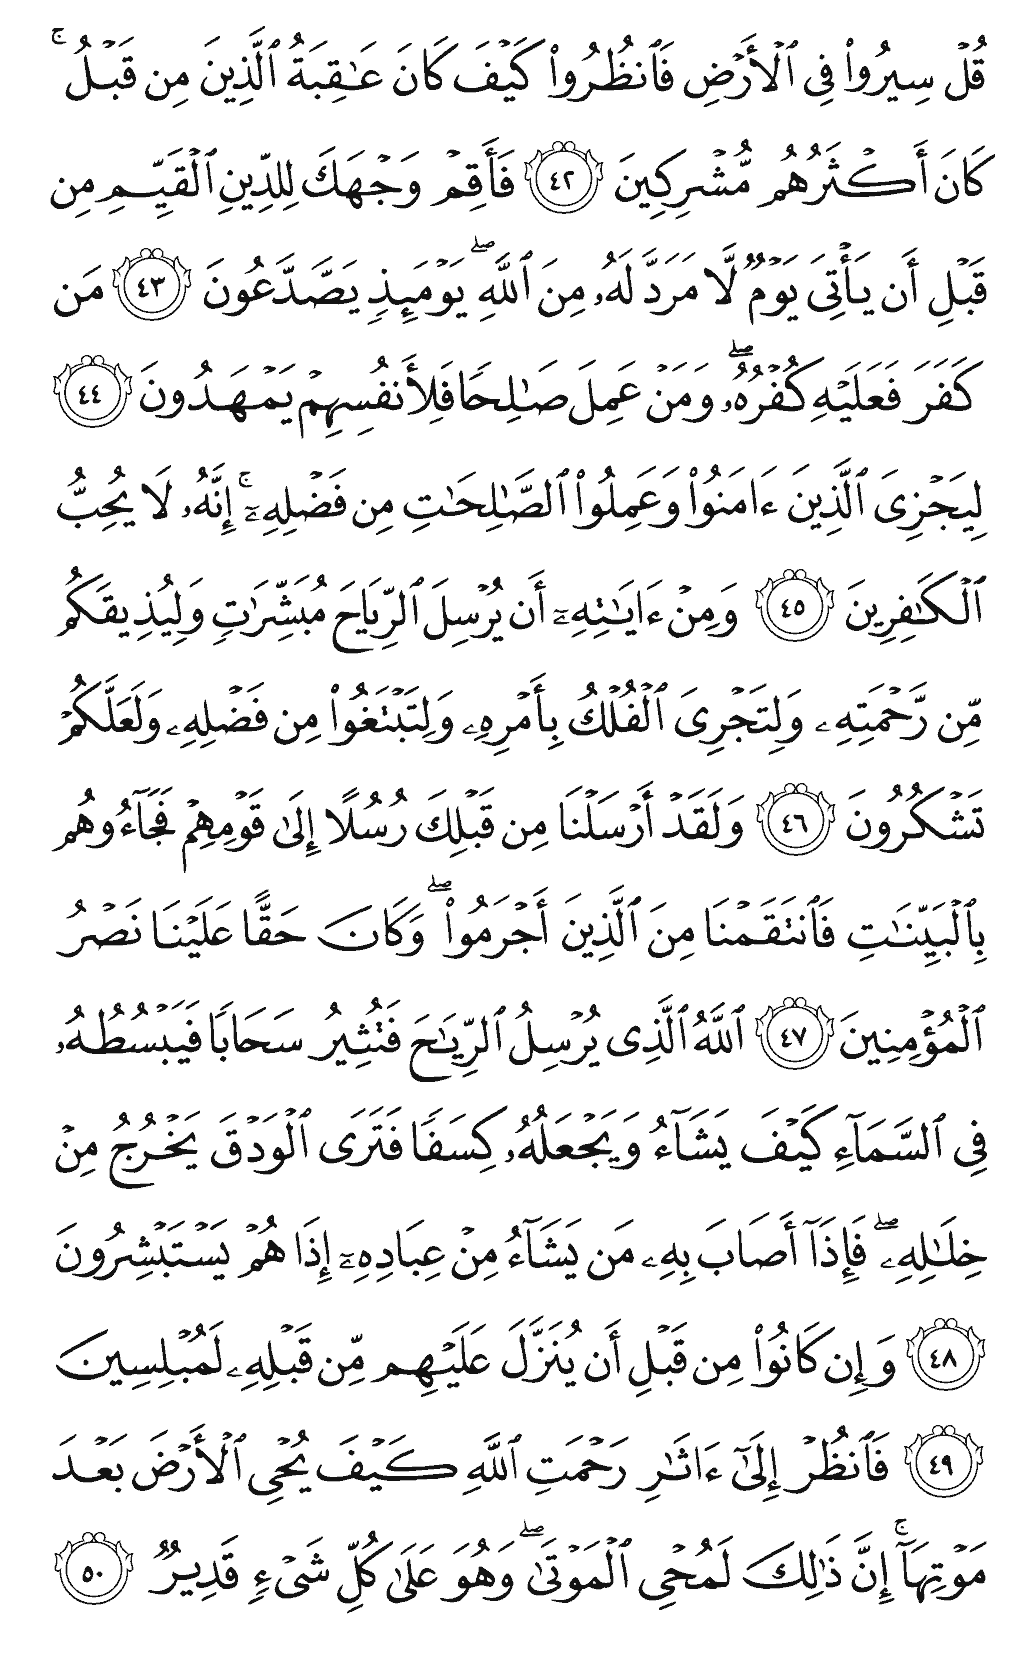 قُلْ سِيرُوا۟ فِى ٱلْأَرْضِ فَٱنظُرُوا۟ كَيْفَ كَانَ عَـٰقِبَةُ ٱلَّذِينَ مِن قَبْلُ ۚ
كَانَ أَكْثَرُهُم مُّشْرِكِينَ ٤٢ فَأَقِمْ وَجْهَكَ لِلدِّينِ ٱلْقَيِّمِ مِن
قَبْلِ أَن يَأْتِىَ يَوْمٌ لَّا مَرَدَّ لَهُۥ مِنَ ٱللَّهِ ۖ يَوْمَئِذٍ يَصَّدَّعُونَ ٤٣ مَن
كَفَرَ فَعَلَيْهِ كُفْرُهُۥ ۖ وَمَنْ عَمِلَ صَـٰلِحًا فَلِأَنفُسِهِمْ يَمْهَدُونَ ٤٤
لِيَجْزِىَ ٱلَّذِينَ ءَامَنُوا۟ وَعَمِلُوا۟ ٱلصَّـٰلِحَـٰتِ مِن فَضْلِهِۦٓ ۚ إِنَّهُۥ لَا يُحِبُّ
ٱلْكَـٰفِرِينَ ٤٥ وَمِنْ ءَايَـٰتِهِۦٓ أَن يُرْسِلَ ٱلرِّيَاحَ مُبَشِّرَٰتٍ وَلِيُذِيقَكُم
مِّن رَّحْمَتِهِۦ وَلِتَجْرِىَ ٱلْفُلْكُ بِأَمْرِهِۦ وَلِتَبْتَغُوا۟ مِن فَضْلِهِۦ وَلَعَلَّكُمْ
تَشْكُرُونَ ٤٦ وَلَقَدْ أَرْسَلْنَا مِن قَبْلِكَ رُسُلًا إِلَىٰ قَوْمِهِمْ فَجَآءُوهُم
بِٱلْبَيِّنَـٰتِ فَٱنتَقَمْنَا مِنَ ٱلَّذِينَ أَجْرَمُوا۟ ۖ وَكَانَ حَقًّا عَلَيْنَا نَصْرُ
ٱلْمُؤْمِنِينَ ٤٧ ٱللَّهُ ٱلَّذِى يُرْسِلُ ٱلرِّيَـٰحَ فَتُثِيرُ سَحَابًا فَيَبْسُطُهُۥ
فِى ٱلسَّمَآءِ كَيْفَ يَشَآءُ وَيَجْعَلُهُۥ كِسَفًا فَتَرَى ٱلْوَدْقَ يَخْرُجُ مِنْ
خِلَـٰلِهِۦ ۖ فَإِذَآ أَصَابَ بِهِۦ مَن يَشَآءُ مِنْ عِبَادِهِۦٓ إِذَا هُمْ يَسْتَبْشِرُونَ
٤٨ وَإِن كَانُوا۟ مِن قَبْلِ أَن يُنَزَّلَ عَلَيْهِم مِّن قَبْلِهِۦ لَمُبْلِسِينَ
٤٩ فَٱنظُرْ إِلَىٰٓ ءَاثَـٰرِ رَحْمَتِ ٱللَّهِ كَيْفَ يُحْىِ ٱلْأَرْضَ بَعْدَ
مَوْتِهَآ ۚ إِنَّ ذَٰلِكَ لَمُحْىِ ٱلْمَوْتَىٰ ۖ وَهُوَ عَلَىٰ كُلِّ شَىْءٍ قَدِيرٌ ٥٠